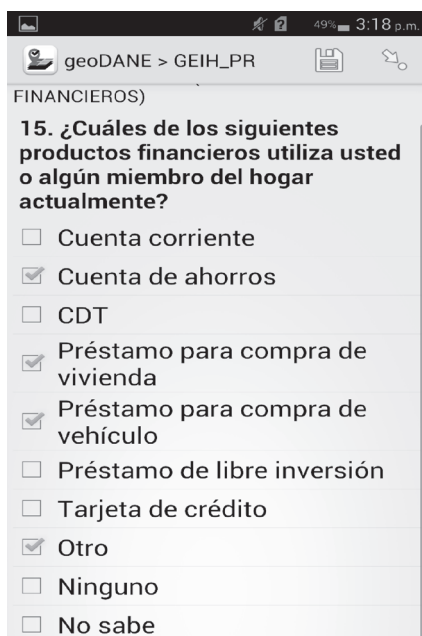 49% 3:18 p.m.
geoDANE > GEIH_PR
FINANCIEROS)
15. ¿Cuáles de los siguientes
productos financieros utiliza usted
o algún miembro del hogar
actualmente?
Cuenta corriente
Cuenta de ahorros
CDT
Préstamo para compra de
vivienda
Préstamo para compra de
vehículo
Préstamo de libre inversión
Tarjeta de crédito
Otro
Ninguno
No sabe